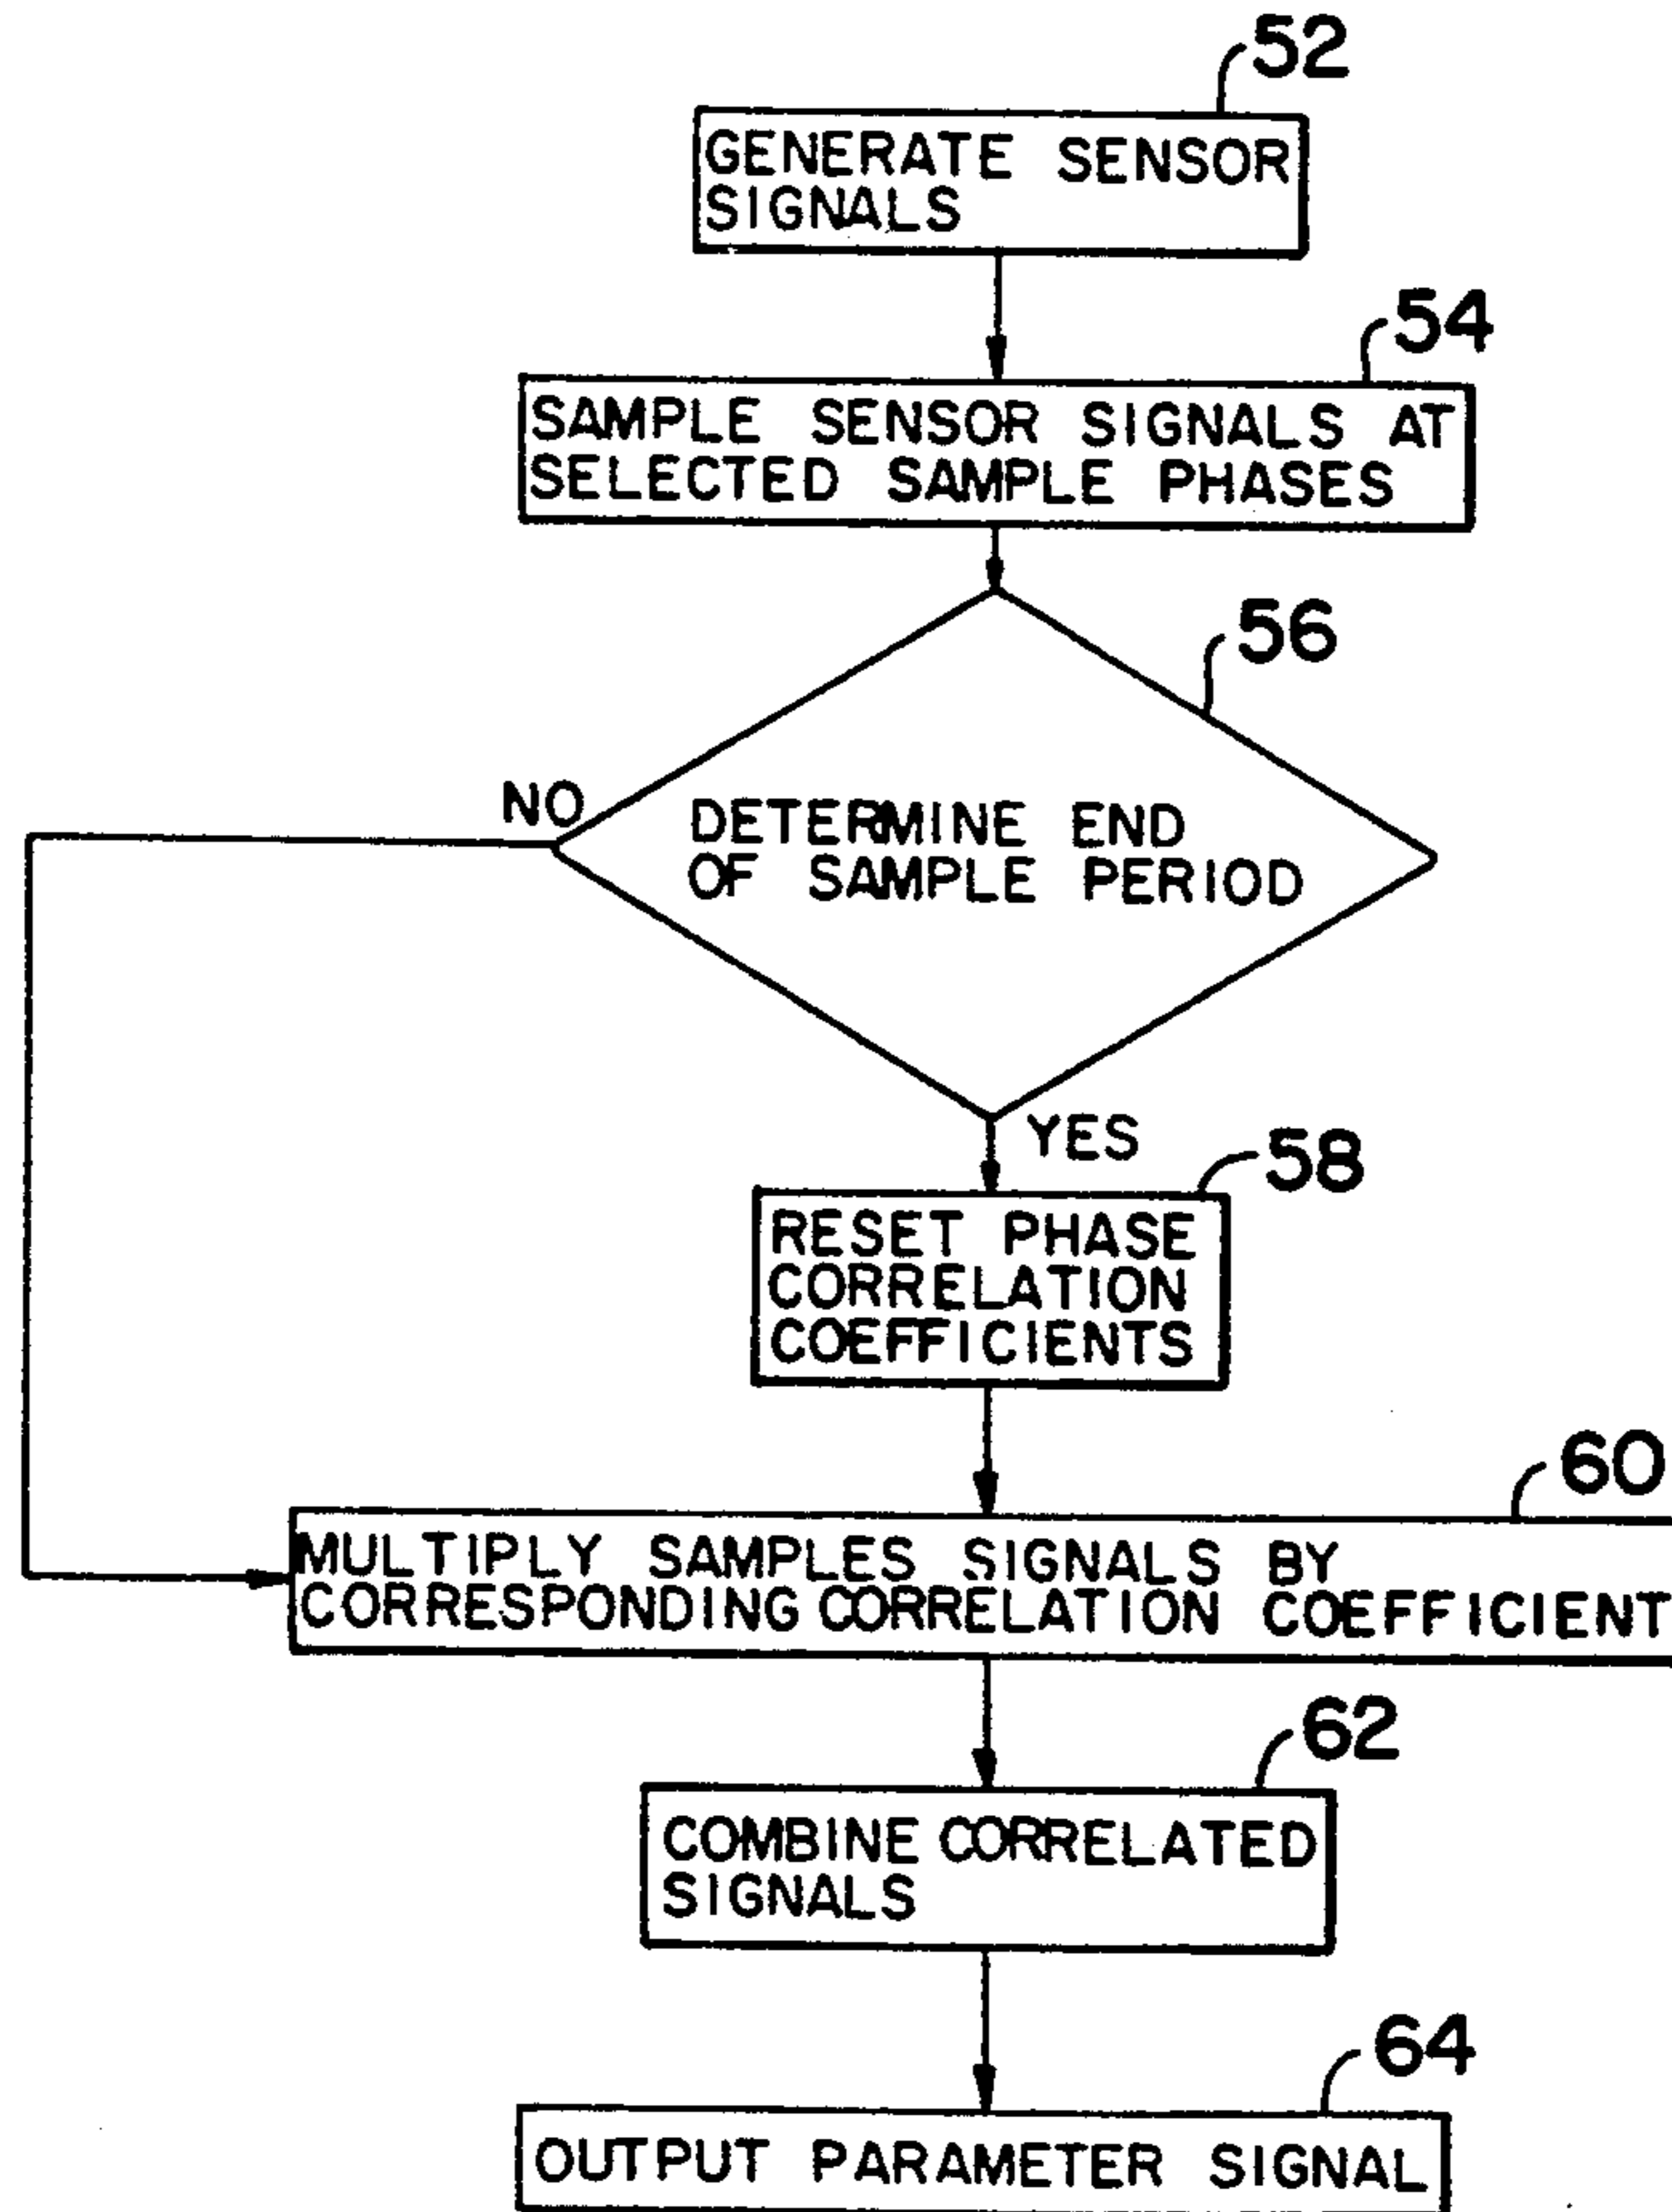 52
GENERATE SENSOR
SIGNALS
54
SAMPLE SENSOR SIGNALS AT
SELECTED SAMPLE PHASES
56
NO
DETERMINE END
OF SAMPLE PERIOD
YES
58
RESET PHASE
CORRELATION
COEFFICIENTS
60
MULTIPLY SAMPLES SIGNALS BY
CORRESPONDING CORRELATION COEFFICIENT
62
COMBINE CORRELATED
SIGNALS
64
OUTPUT PARAMETER SIGNAL